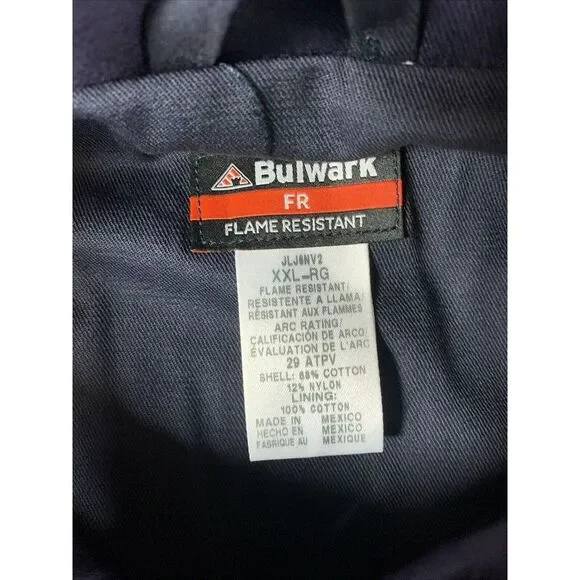 Bulwark
FR
FLAME RESISTANT
JLJ8NV2
XXL-RG
FLAME RESISTANT/
RESISTENTE A LLAMA/
RÉSISTANT AUX FLAMMES
ARC RATING/
CALIFICACIÓN DE ARCO/
ÉVALUATION DE L'ARC
29 ATPV
SHELL: 88% COTTON
12% NYLON
LINING:
100% COTTON
MADE IN MEXICO
HECHO EN MÉXICO
FABRIQUÉ AU MEXIQUE